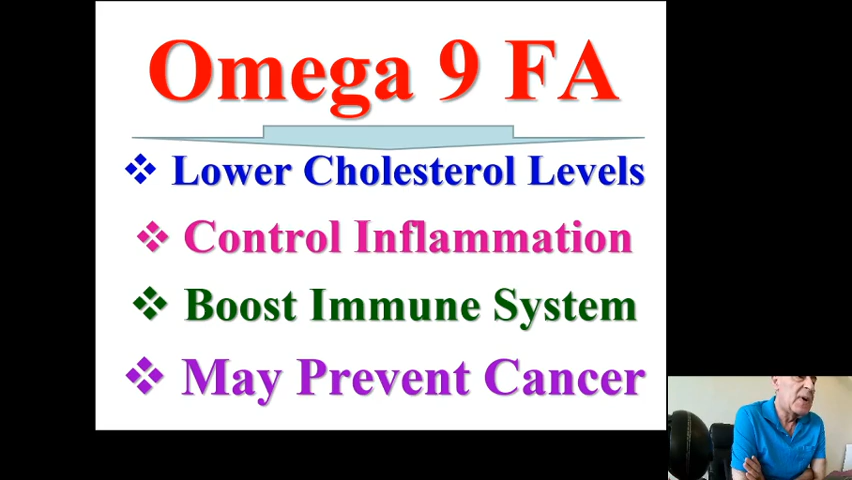 Omega 9 FA
Lower Cholesterol Levels
Control Inflammation
Boost Immune System
May Prevent Cancer